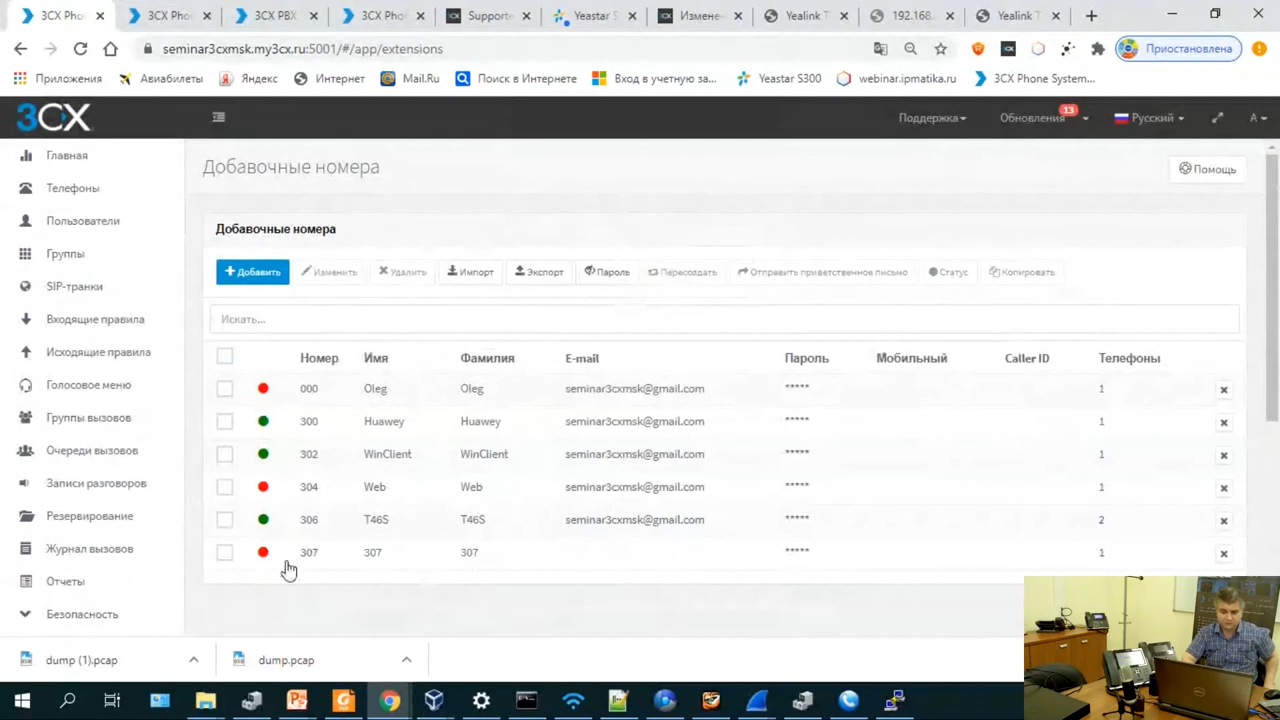 3CX Pho
3CX Pho
3CX PBX
3CX Pho
Supporte
Yeastar S
Изменен
Yealink T
192.168.
Yealink T
seminar3cxmsk.my3cx.ru:5001/#/app/extensions
Приостановлена
Приложения
Авиабилеты
Яндекс
Интернет
Mail.Ru
Поиск в Интернете
Вход в учетную за...
Yeastar S300
webinar.ipmatika.ru
3CX Phone System...
3CX
Поддержка
Обновления
13
Русский
A
Главная
Телефоны
Пользователи
Группы
SIP-транки
Входящие правила
Исходящие правила
Голосовое меню
Группы вызовов
Очереди вызовов
Записи разговоров
Резервирование
Журнал вызовов
Отчеты
Безопасность
Добавочные номера
Помощь
Добавочные номера
+ Добавить Изменить Удалить Импорт Экспорт Пароль Пересоздать Отправить приветственное письмо Статус Копировать
Искать...
Номер Имя Фамилия E-mail Пароль Мобильный Caller ID Телефоны
000 Oleg Oleg seminar3cxmsk@gmail.com ***** 1
300 Huawey Huawey seminar3cxmsk@gmail.com ***** 1
302 WinClient WinClient seminar3cxmsk@gmail.com ***** 1
304 Web Web seminar3cxmsk@gmail.com ***** 1
306 T46S T46S seminar3cxmsk@gmail.com ***** 2
307 307 307 ***** 1
dump (1).pcap
dump.pcap